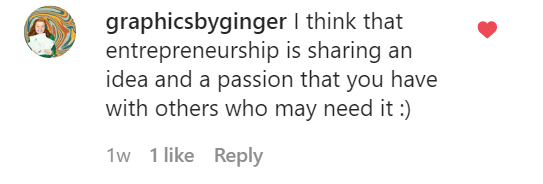 graphicsbyginger I think that
entrepreneurship is sharing an
idea and a passion that you have
with others who may need it :)
1w 1 like Reply